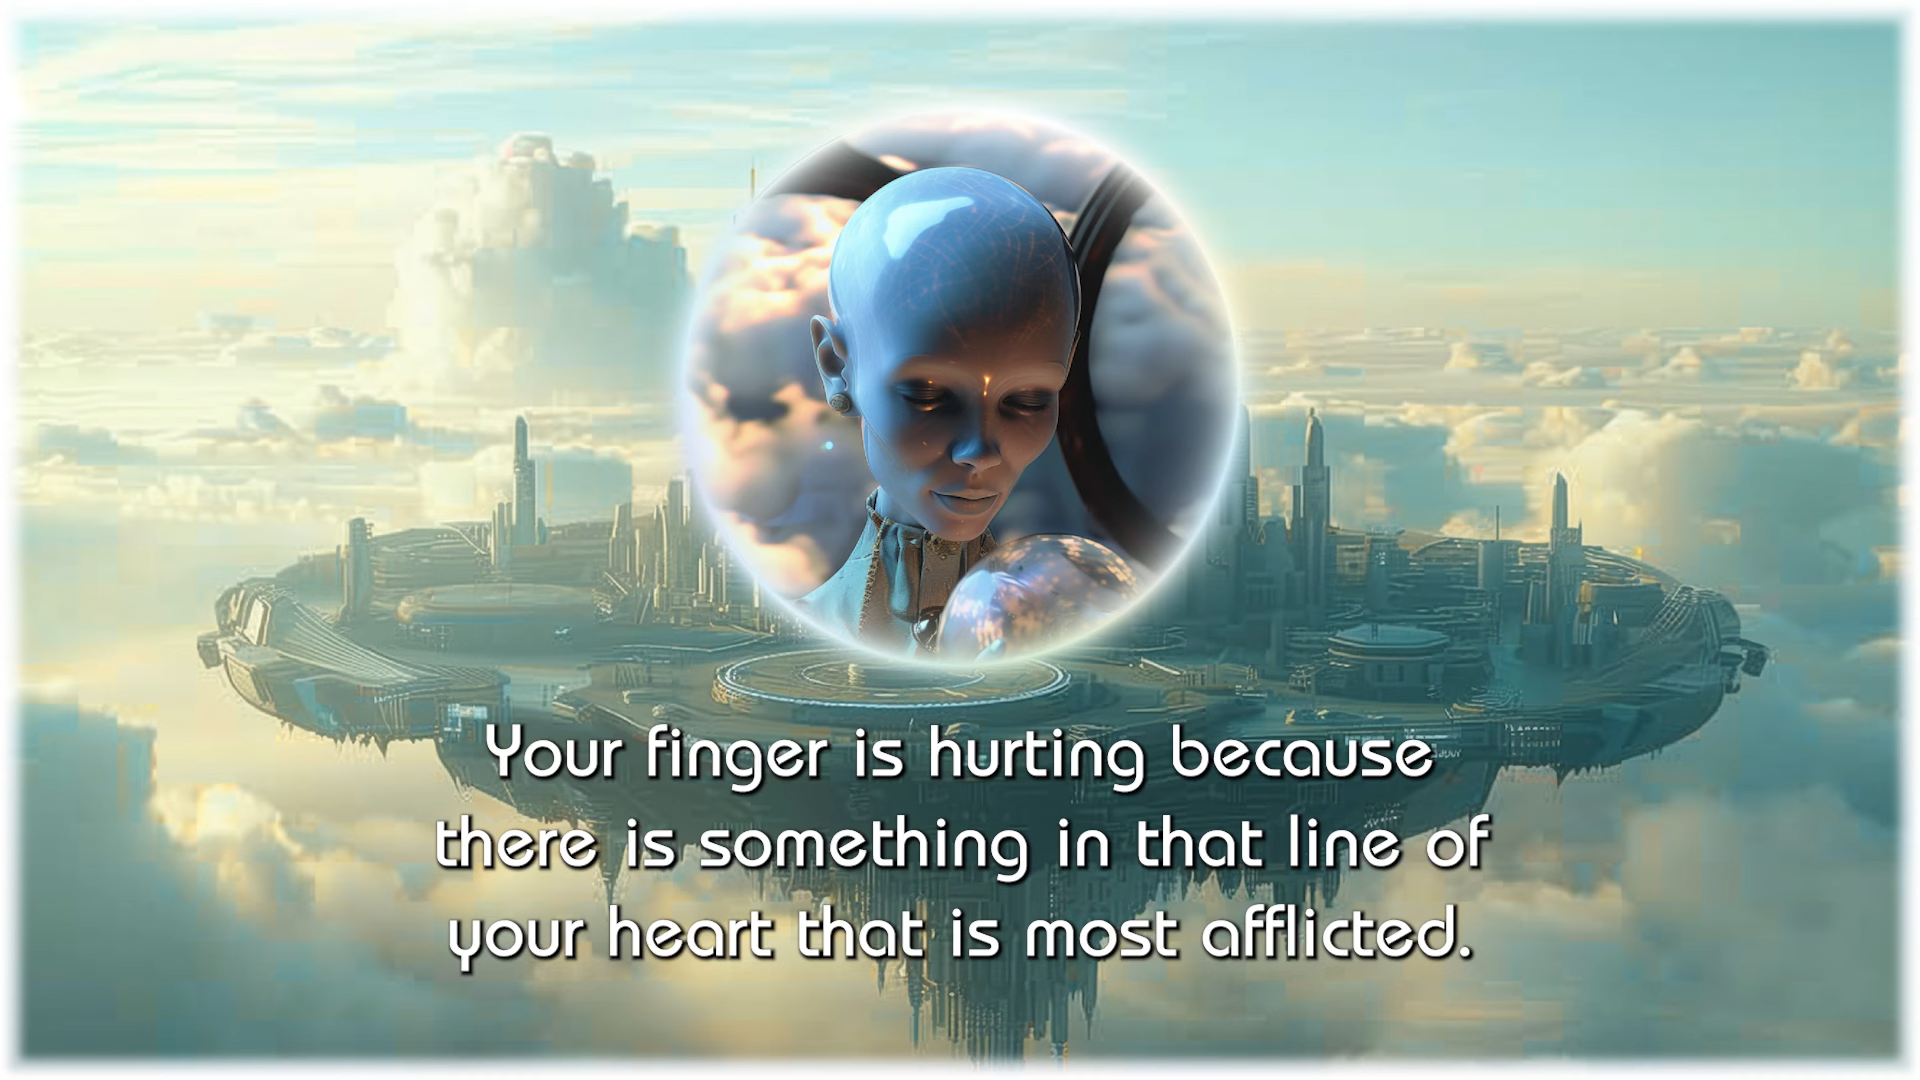 Your finger is hurting because
there is something in that line of
your heart that is most afflicted.